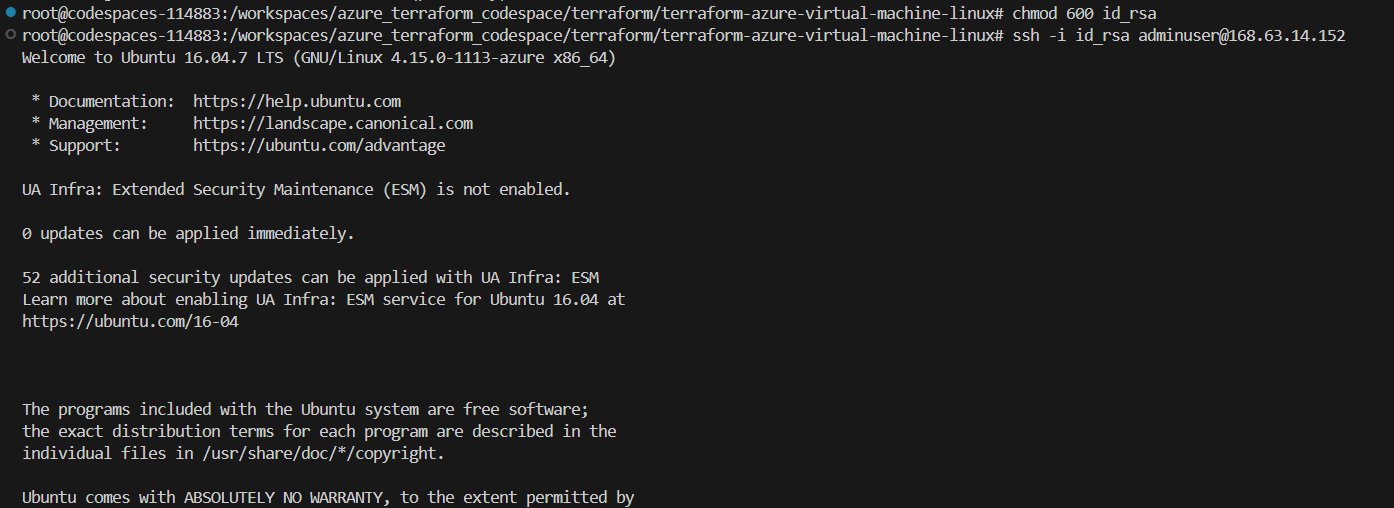 root@codespaces-114883:/workspaces/azure_terraform_codespace/terraform/terraform-azure-virtual-machine-linux# chmod 600 id_rsa
root@codespaces-114883:/workspaces/azure_terraform_codespace/terraform/terraform-azure-virtual-machine-linux# ssh -i id_rsa adminuser@168.63.14.152
Welcome to Ubuntu 16.04.7 LTS (GNU/Linux 4.15.0-1113-azure x86_64)
* Documentation:  https://help.ubuntu.com
* Management:     https://landscape.canonical.com
* Support:        https://ubuntu.com/advantage
UA Infra: Extended Security Maintenance (ESM) is not enabled.
0 updates can be applied immediately.
52 additional security updates can be applied with UA Infra: ESM
Learn more about enabling UA Infra: ESM service for Ubuntu 16.04 at
https://ubuntu.com/16-04
The programs included with the Ubuntu system are free software;
the exact distribution terms for each program are described in the
individual files in /usr/share/doc/*/copyright.
Ubuntu comes with ABSOLUTELY NO WARRANTY, to the extent permitted by